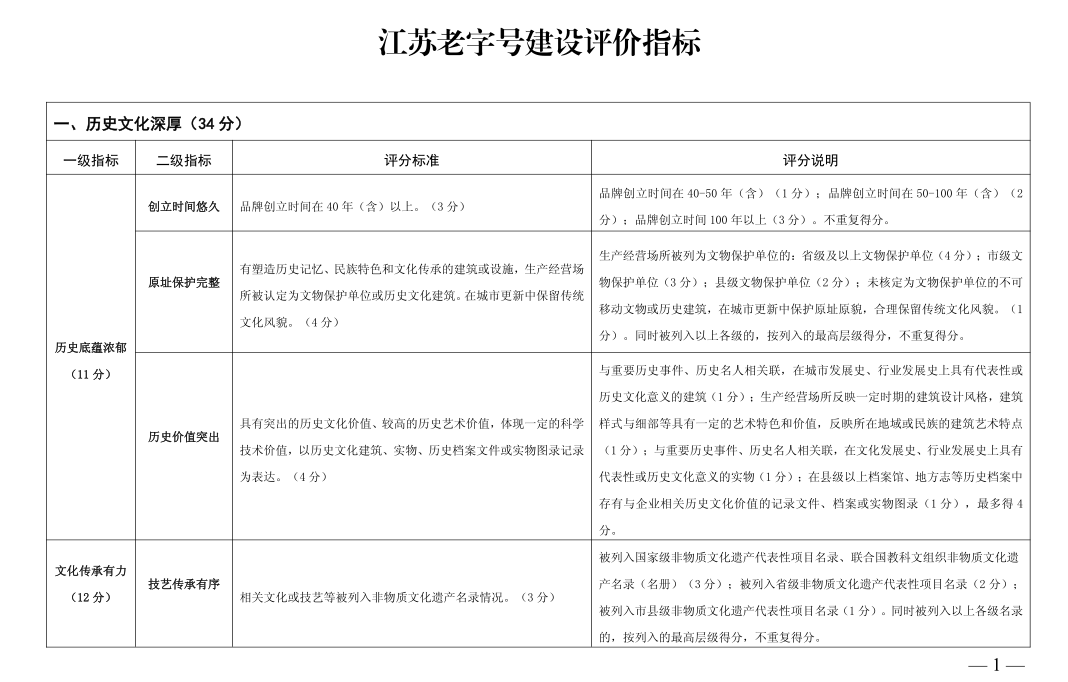 江苏老字号建设评价指标
一、历史文化深厚（34 分）
一级指标
二级指标
评分标准
评分说明
历史底蕴浓郁
（11 分）
创立时间悠久
品牌创立时间在 40 年（含）以上。（3 分）
品牌创立时间在 40-50 年（含）（1 分）；品牌创立时间在 50-100 年（含）（2
分）；品牌创立时间 100 年以上（3 分）。不重复得分。
原址保护完整
有塑造历史记忆、民族特色和文化传承的建筑或设施，生产经营场
所被认定为文物保护单位或历史文化建筑。在城市更新中保留传统
文化风貌。（4 分）
生产经营场所被列为文物保护单位的：省级及以上文物保护单位（4 分）；市级文
物保护单位（3 分）；县级文物保护单位（2 分）；未核定为文物保护单位的不可
移动文物或历史建筑，在城市更新中保护原址原貌，合理保留传统文化风貌。（1
分）。同时被列入以上各级的，按列入的最高层级得分，不重复得分。
历史价值突出
具有突出的历史文化价值、较高的历史艺术价值，体现一定的科学
技术价值，以历史文化建筑、实物、历史档案文件或实物图录记录
为表达。（4 分）
与重要历史事件、历史名人相关联，在城市发展史、行业发展史上具有代表性或
历史文化意义的建筑（1 分）；生产经营场所反映一定时期的建筑设计风格，建筑
样式与细部等具有一定的艺术特色和价值，反映所在地域或民族的建筑艺术特点
（1 分）；与重要历史事件、历史名人相关联，在文化发展史、行业发展史上具有
代表性或历史文化意义的实物（1 分）；在县级以上档案馆、地方志等历史档案中
存有与企业相关历史文化价值的记录文件、档案或实物图录（1 分），最多得 4
分。
文化传承有力
（12 分）
技艺传承有序
相关文化或技艺等被列入非物质文化遗产名录情况。（3 分）
被列入国家级非物质文化遗产代表性项目名录、联合国教科文组织非物质文化遗
产名录（名册）（3 分）；被列入省级非物质文化遗产代表性项目名录（2 分）；
被列入市县级非物质文化遗产代表性项目名录（1 分）。同时被列入以上各级名录
的，按列入的最高层级得分，不重复得分。
— 1 —